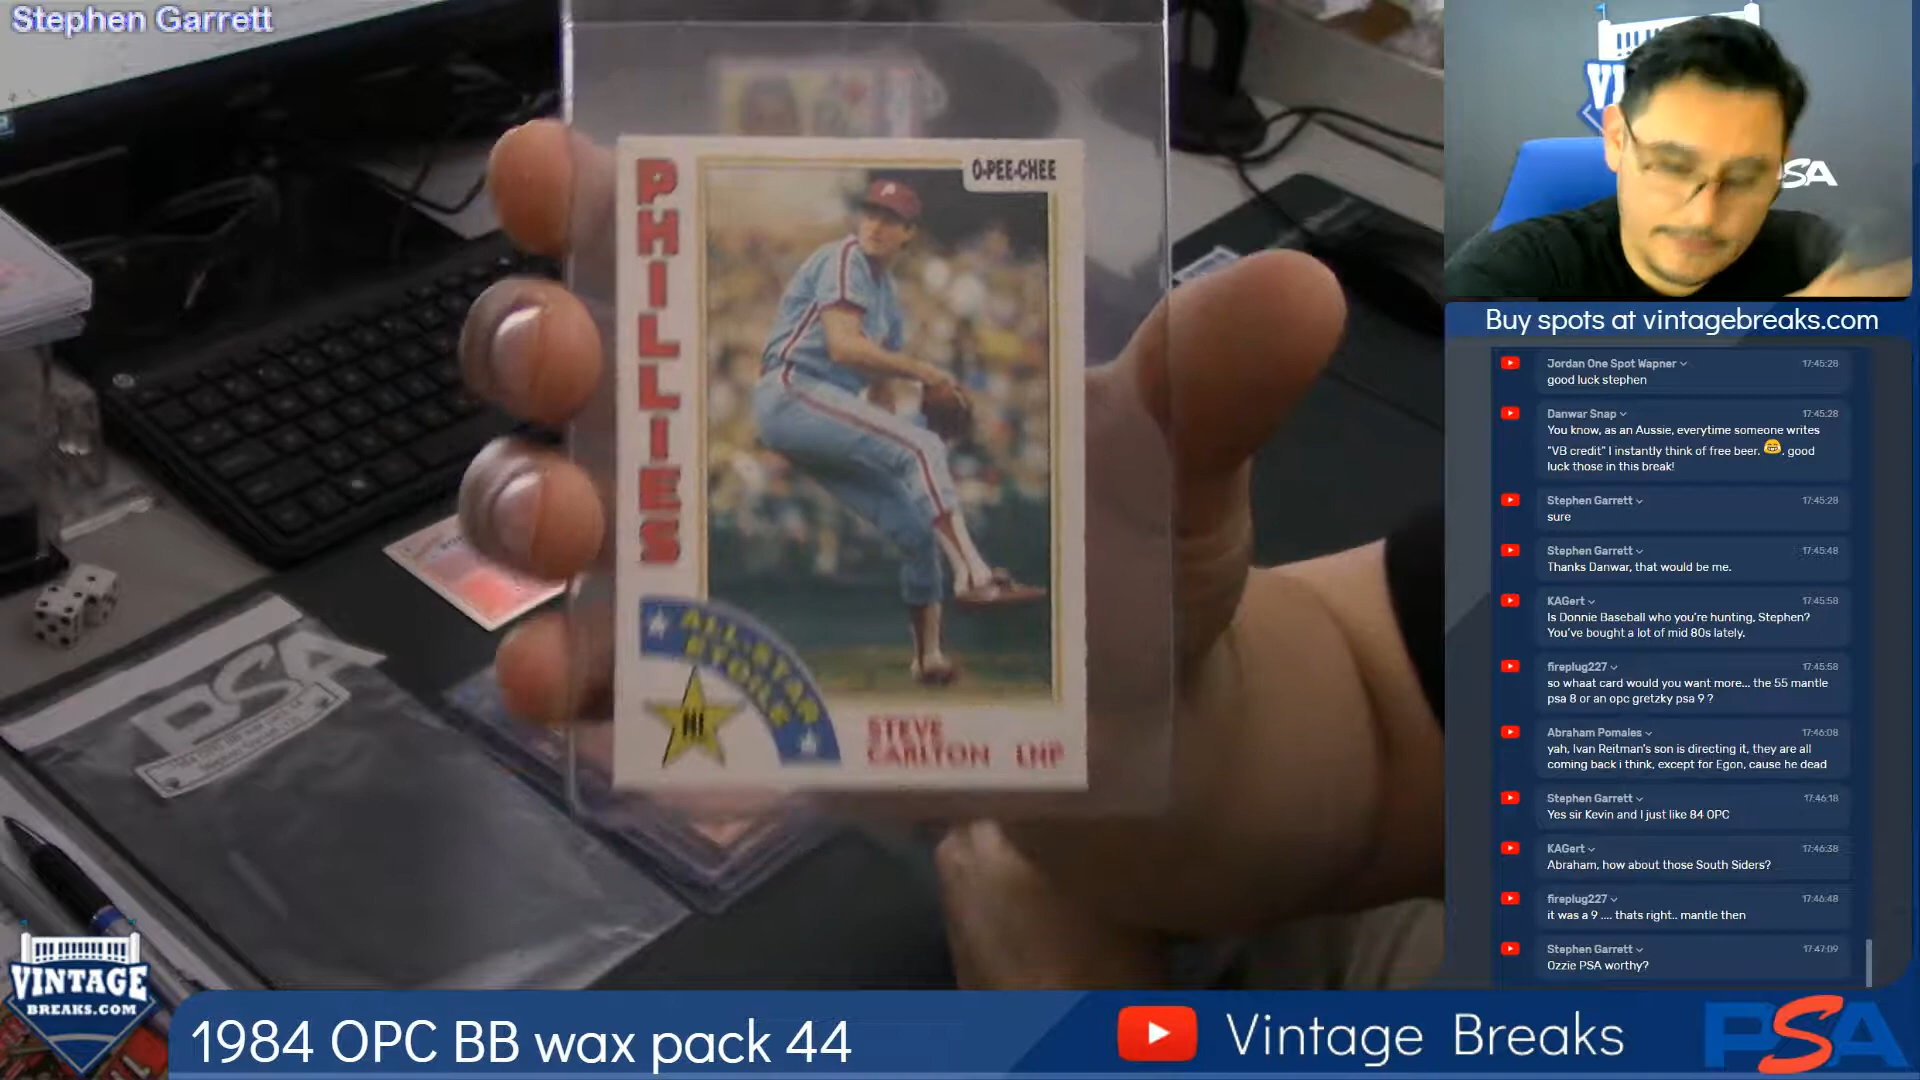 Stephen Garrett
PHILLIES
O-PEE-CHEE
ALL-STAR
ETOILE
STEVE
CARLTON LNP
PSA
SA
Buy spots at vintagebreaks.com
Jordan One Spot Wapner 17:45:28
good luck stephen
Danwar Snap 17:45:28
You know, as an Aussie, everytime someone writes
"VB credit" I instantly think of free beer. 😁, good
luck those in this break!
Stephen Garrett 17:45:28
sure
Stephen Garrett 17:45:48
Thanks Danwar, that would be me.
KAGert 17:45:58
Is Donnie Baseball who you're hunting, Stephen?
You've bought a lot of mid 80s lately.
fireplug227 17:45:58
so whaat card would you want more... the 55 mantle
psa 8 or an opc gretzky psa 9 ?
Abraham Pomales 17:46:08
yah, Ivan Reitman's son is directing it, they are all
coming back i think, except for Egon, cause he dead
Stephen Garrett 17:46:18
Yes sir Kevin and I just like 84 OPC
KAGert 17:46:38
Abraham, how about those South Siders?
fireplug227 17:46:48
it was a 9 .... thats right.. mantle then
Stephen Garrett 17:47:09
Ozzie PSA worthy?
VINTAGE
BREAKS.COM
1984 OPC BB wax pack 44
Vintage Breaks
PSA